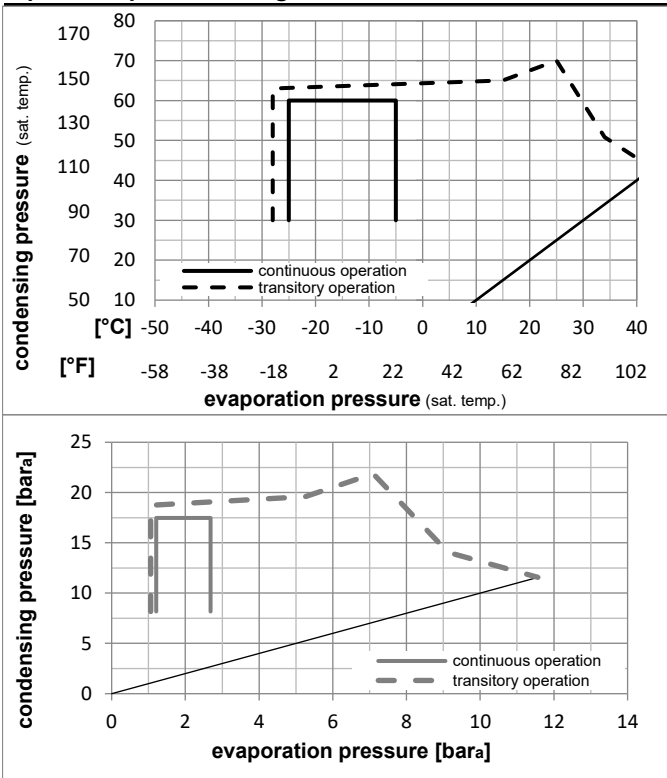 170 80
150 70
130 60
110 50
90 40
70 30
20
50 10
condensing pressure (sat. temp.)
continuous operation
transitory operation
[°C] -50 -40 -30 -20 -10 0 10 20 30 40
[°F] -58 -38 -18 2 22 42 62 82 102
evaporation pressure (sat. temp.)
25
20
15
10
5
0
condensing pressure [bara]
continuous operation
transitory operation
0 2 4 6 8 10 12 14
evaporation pressure [bara]